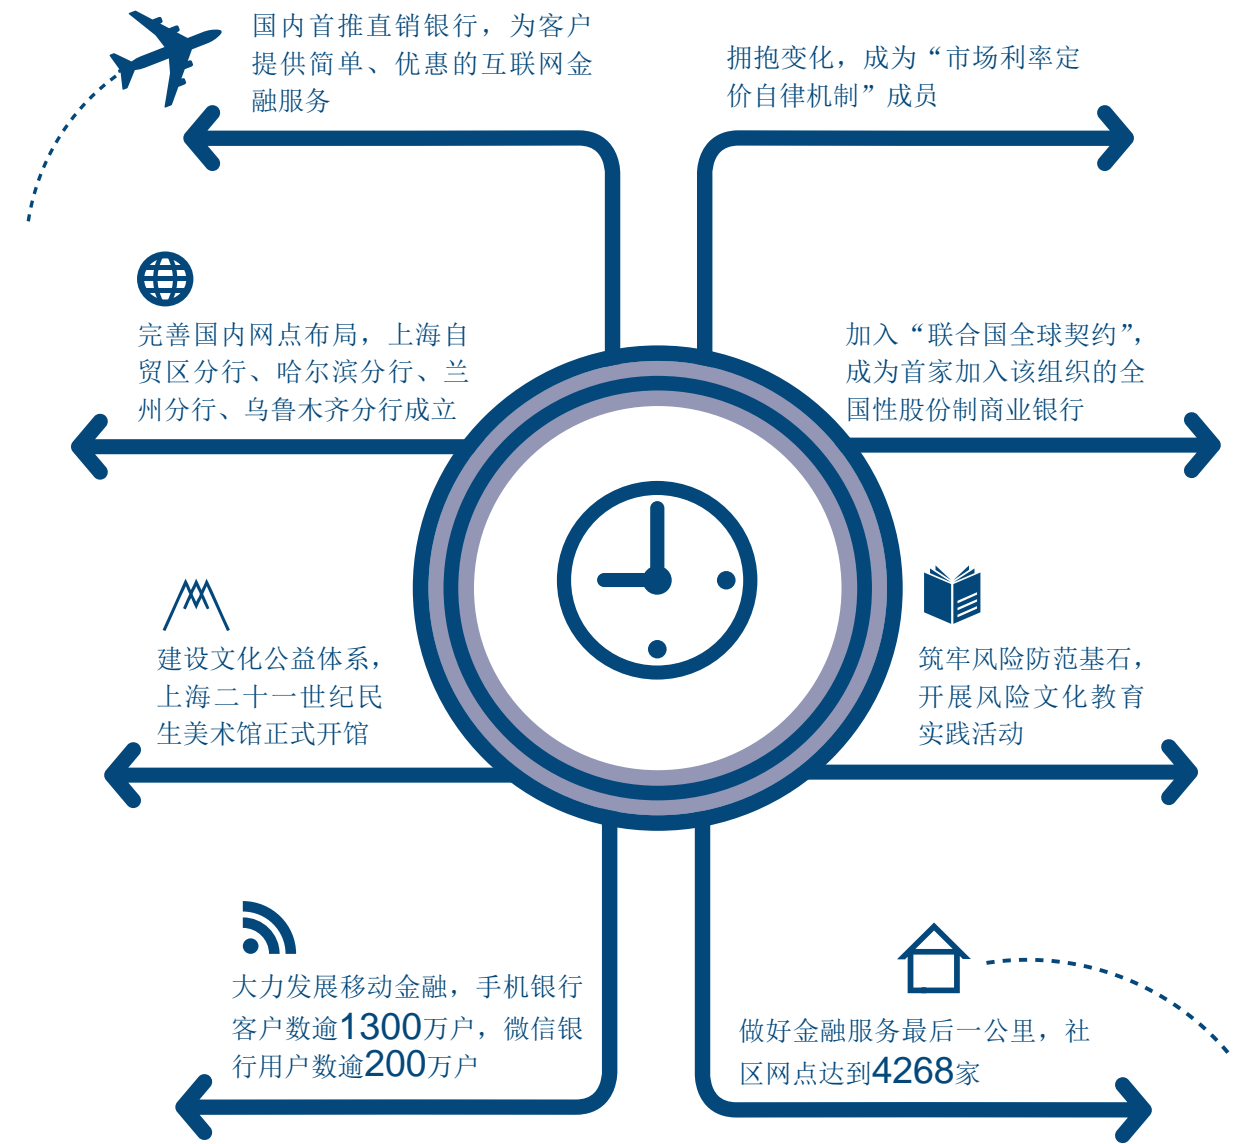 国内首推直销银行，为客户
提供简单、优惠的互联网金
融服务
拥抱变化，成为“市场利率定
价自律机制”成员
完善国内网点布局，上海自
贸区分行、哈尔滨分行、兰
州分行、乌鲁木齐分行成立
加入“联合国全球契约”，
成为首家加入该组织的全
国性股份制商业银行
建设文化公益体系，
上海二十一世纪民
生美术馆正式开馆
筑牢风险防范基石，
开展风险文化教育
实践活动
大力发展移动金融，手机银行
客户数逾1300万户，微信银
行用户数逾200万户
做好金融服务最后一公里，社
区网点达到4268家